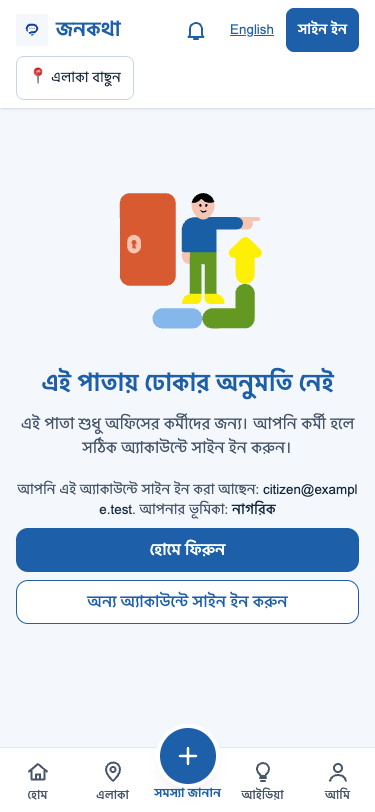 জনকথা
English
সাইন ইন
এলাকা বাছুন
এই পাতায় ঢোকার অনুমতি নেই
এই পাতা শুধু অফিসের কর্মীদের জন্য। আপনি কর্মী হলে
সঠিক অ্যাকাউন্টে সাইন ইন করুন।
আপনি এই অ্যাকাউন্টে সাইন ইন করা আছেন: citizen@exampl
e.test. আপনার ভূমিকা: নাগরিক
হোমে ফিরুন
অন্য অ্যাকাউন্টে সাইন ইন করুন
হোম
এলাকা
সমস্যা জানান
আইডিয়া
আমি